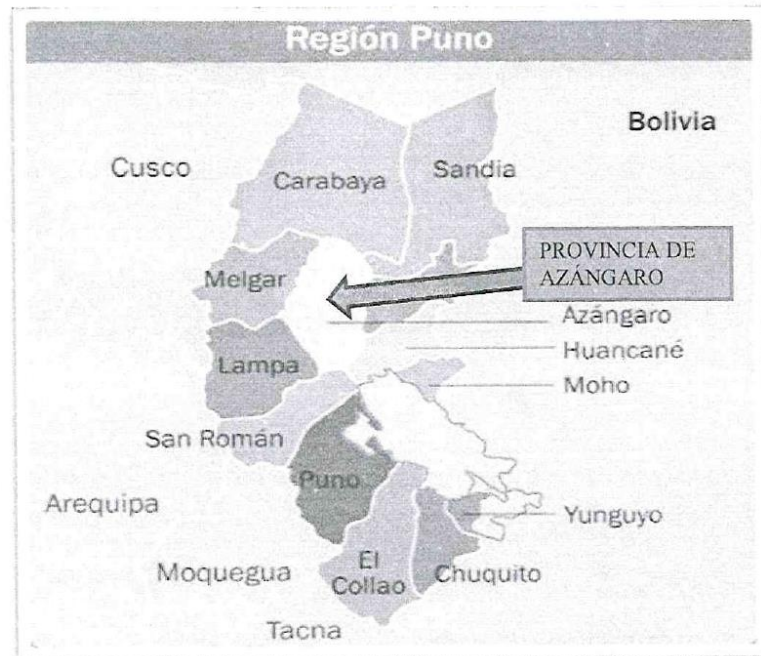 Región Puno
Bolivia
Cusco
Carabaya
Sandia
PROVINCIA DE
AZÁNGARO
Melgar
Azángaro
Huancané
Lampa
Moho
San Román
Puno
Arequipa
Yunguyo
El
Collao
Moquegua
Chuquito
Tacna